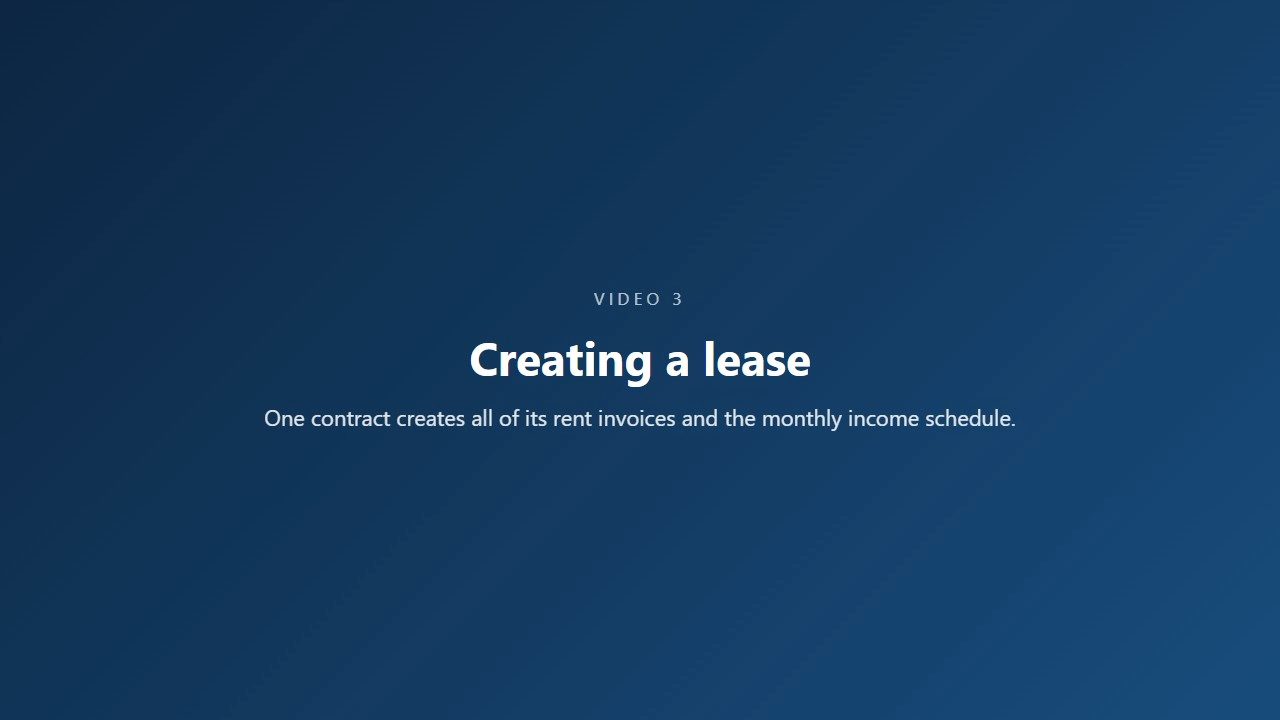 VIDEO 3
Creating a lease
One contract creates all of its rent invoices and the monthly income schedule.